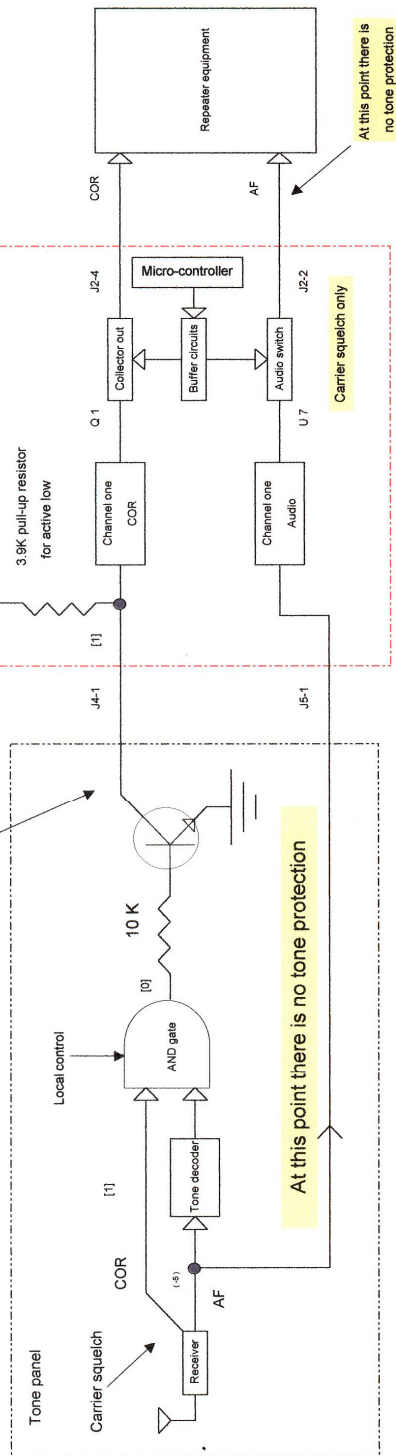 Tone panel
Carrier squelch
COR
[1]
Local control
Receiver
AF
(-5)
Tone decoder
AND gate
[0]
10 K
At this point there is no tone protection
J4-1
J5-1
[1]
3.9K pull-up resistor
for active low
Channel one
COR
Channel one
Audio
Q 1
U 7
Collector out
Buffer circuits
Audio switch
Micro-controller
Carrier squelch only
J2-4
J2-2
COR
AF
Repeater equipment
At this point there is
no tone protection